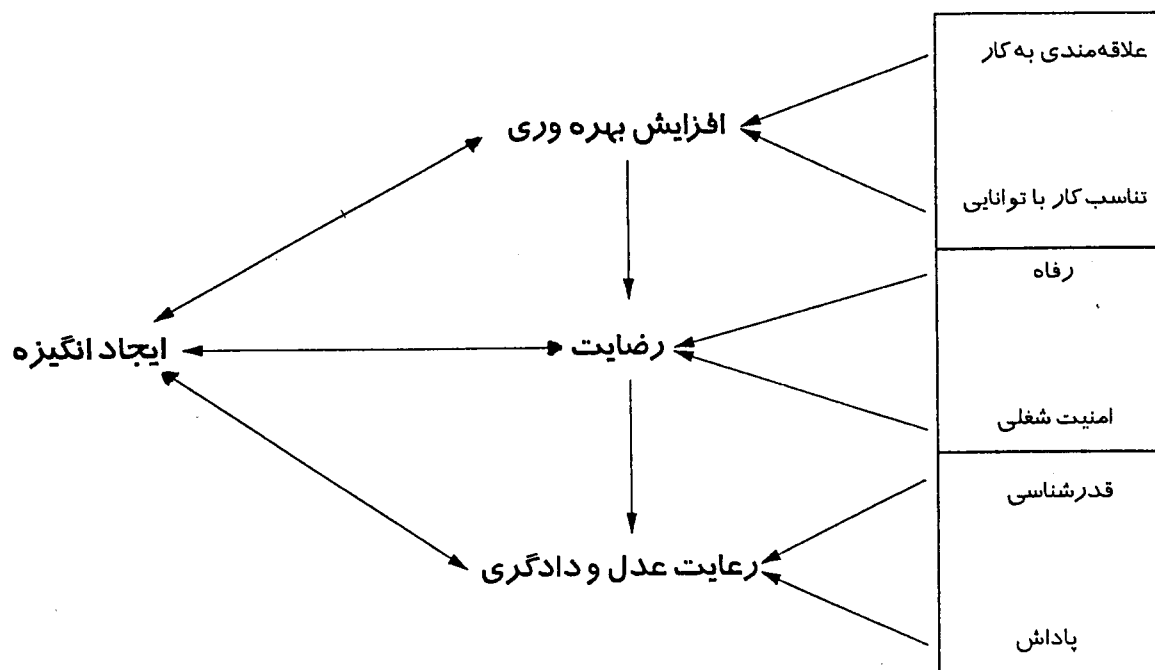 علاقه‌مندی به کار
افزایش بهره وری
تناسب کار با توانایی
رفاه
رضایت
ایجاد انگیزه
امنیت شغلی
قدرشناسی
رعایت عدل و دادگری
پاداش